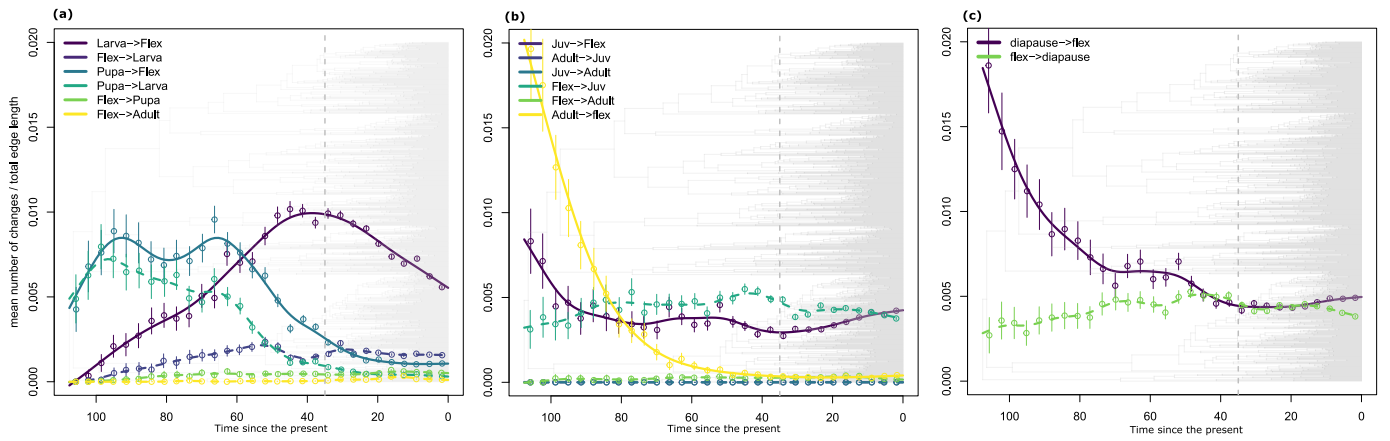 (a)
mean number of changes / total edge length
0.000
0.005
0.010
0.015
0.020
Larva->Flex
Flex->Larva
Pupa->Flex
Pupa->Larva
Flex->Pupa
Flex->Adult
100
80
60
40
20
0
Time since the present
(b)
0.000
0.005
0.010
0.015
0.020
Juv->Flex
Adult->Juv
Juv->Adult
Flex->Juv
Flex->Adult
Adult->flex
100
80
60
40
20
0
Time since the present
(c)
0.000
0.005
0.010
0.015
0.020
diapause->flex
flex->diapause
100
80
60
40
20
0
Time since the present